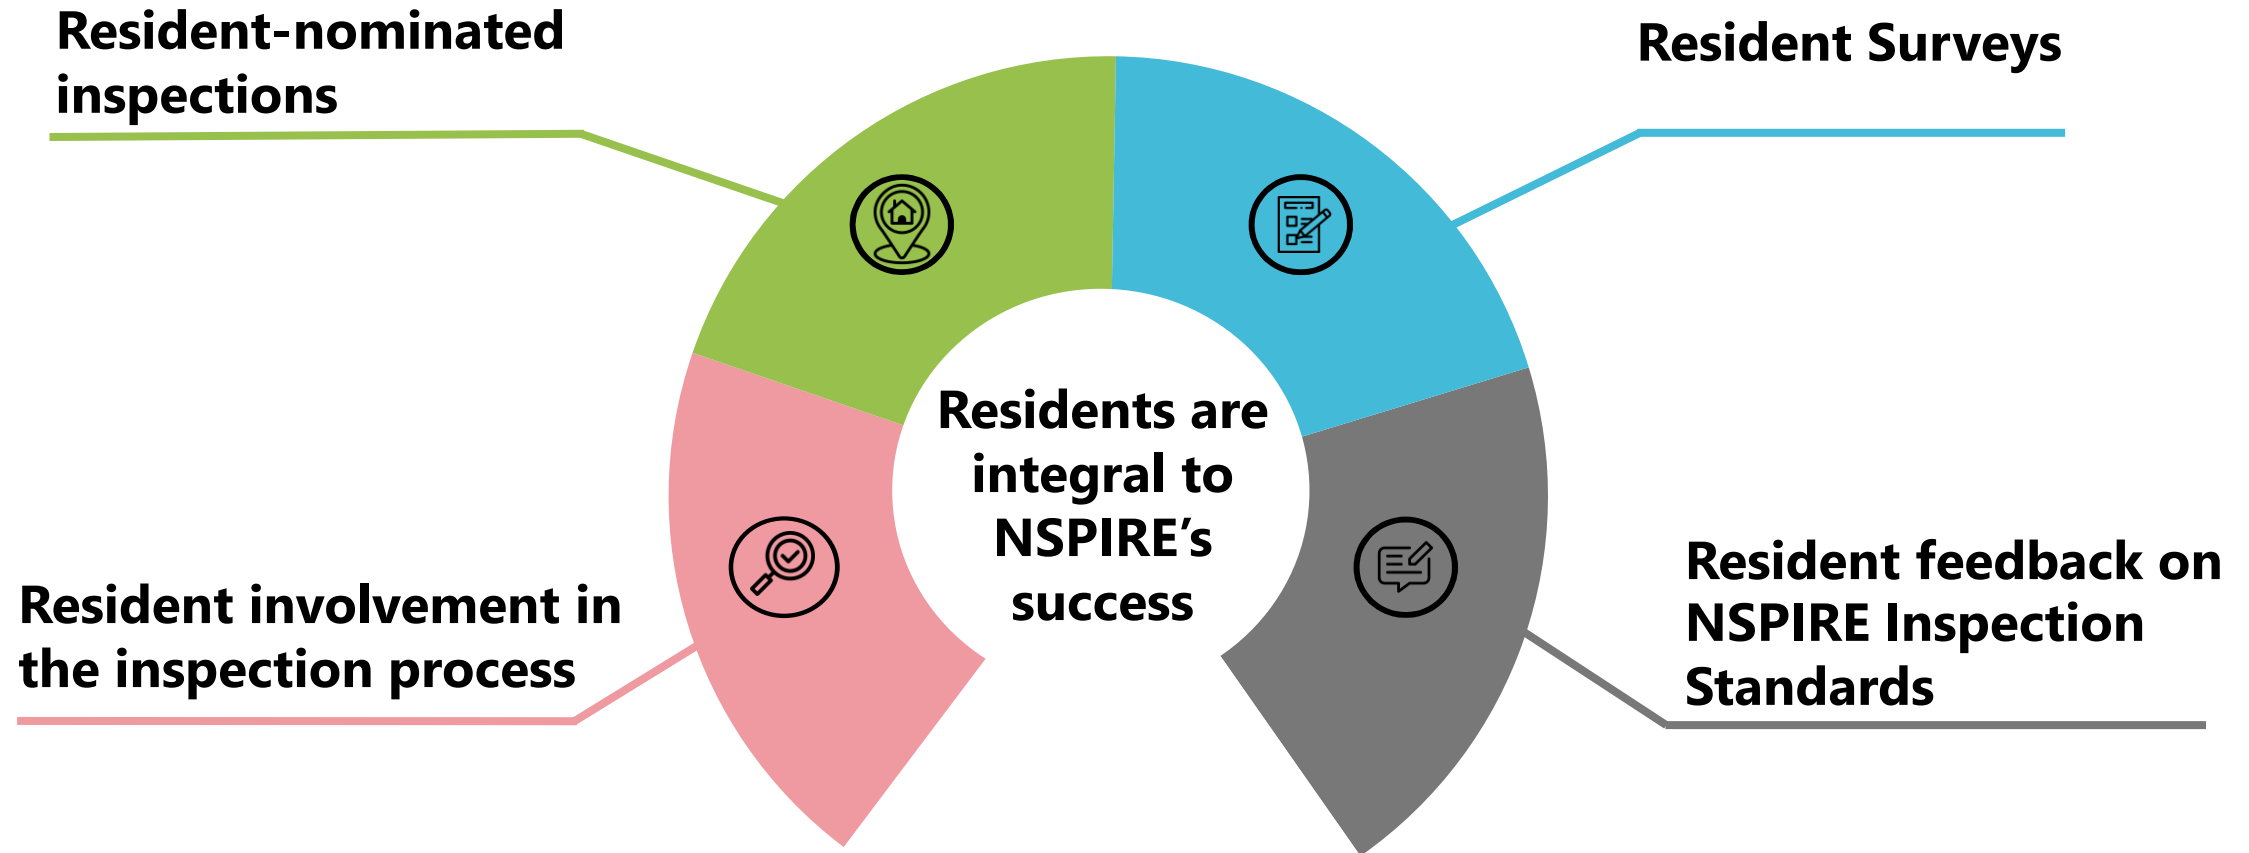 Resident-nominated
inspections
Resident Surveys
Residents are
integral to
NSPIRE’s
success
Resident involvement in
the inspection process
Resident feedback on
NSPIRE Inspection
Standards